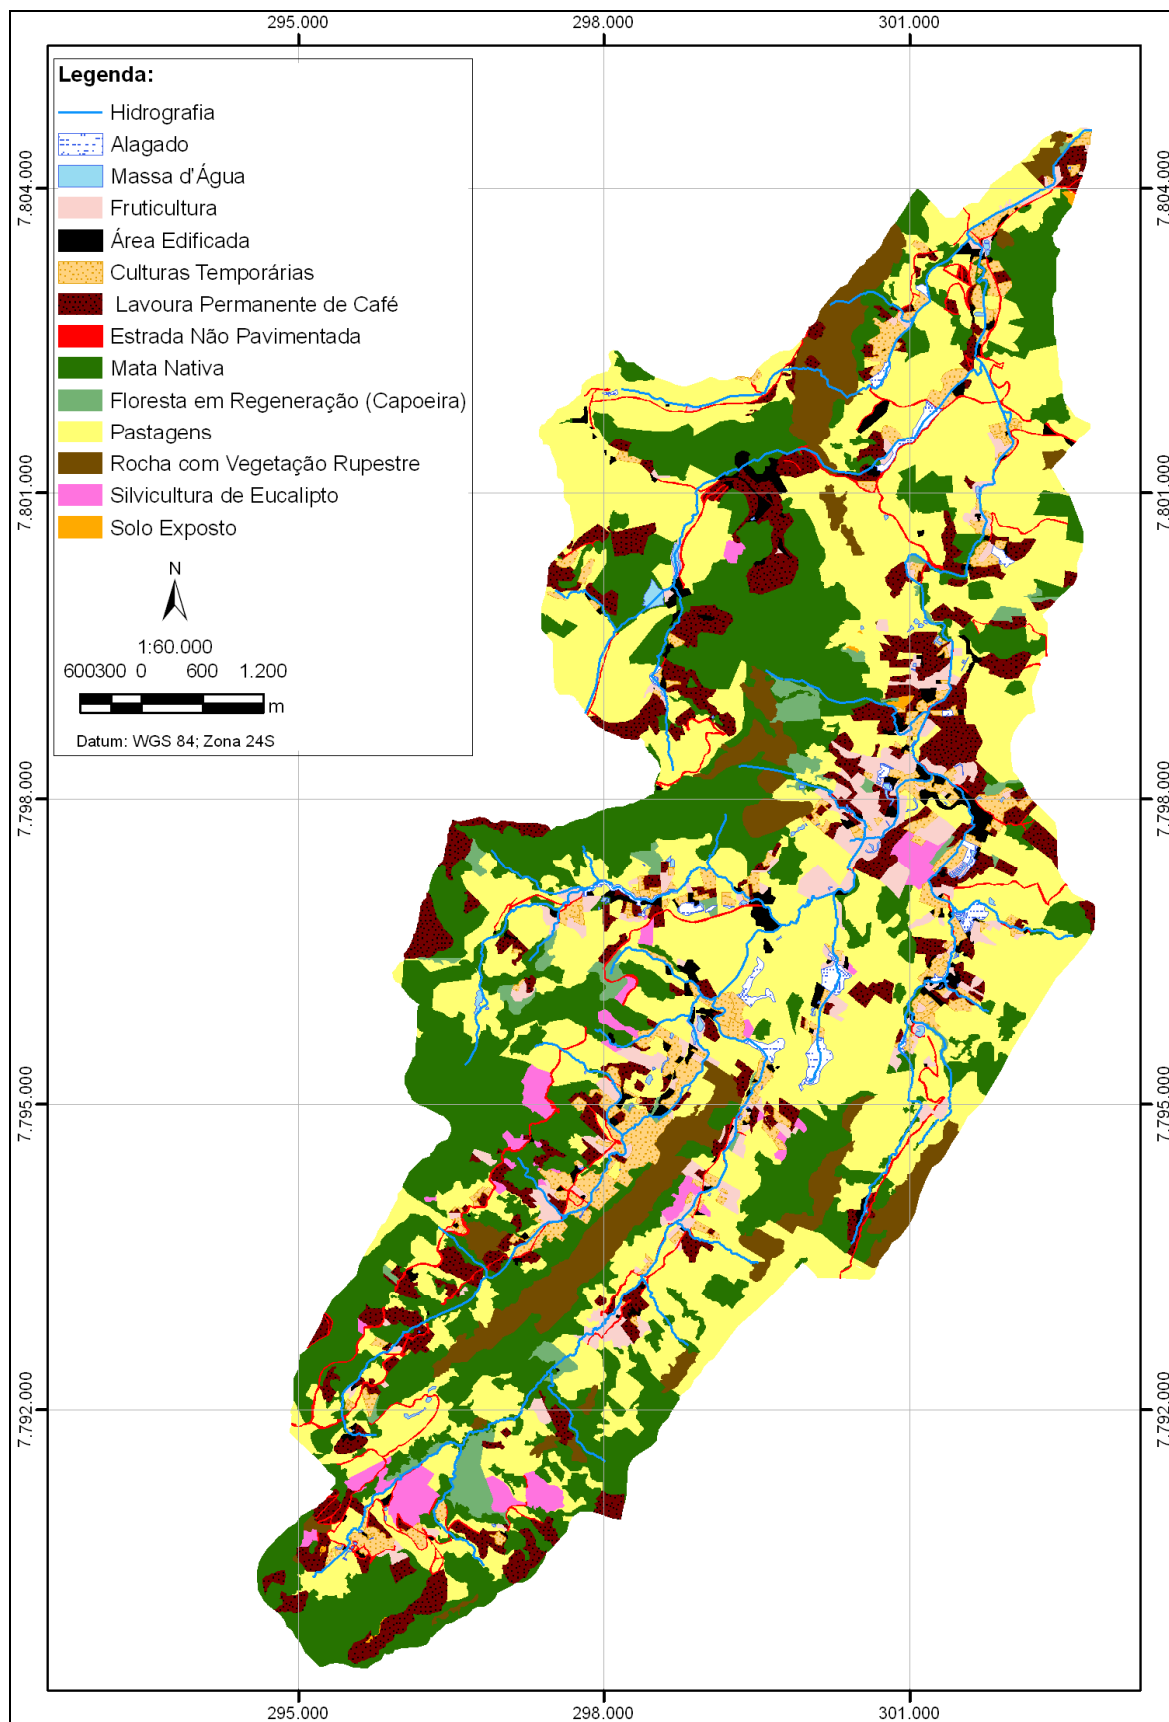 295.000 298.000 301.000
Legenda:
Hidrografia
Alagado
Massa d'Água
Fruticultura
Área Edificada
Culturas Temporárias
Lavoura Permanente de Café
Estrada Não Pavimentada
Mata Nativa
Floresta em Regeneração (Capoeira)
Pastagens
Rocha com Vegetação Rupestre
Silvicultura de Eucalipto
Solo Exposto
N
1:60.000
600300 0 600 1.200
m
Datum: WGS 84; Zona 24S
7.804.000 7.804.000
7.801.000 7.801.000
7.798.000 7.798.000
7.795.000 7.795.000
7.792.000 7.792.000
295.000 298.000 301.000